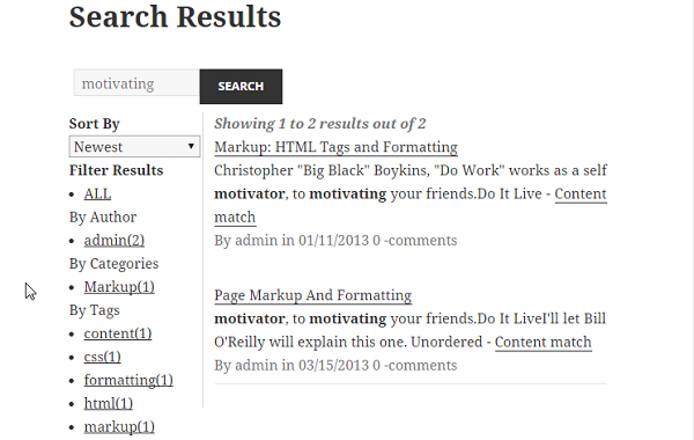 Search Results
motivating
SEARCH
Sort By
Newest
Filter Results
ALL
By Author
admin(2)
By Categories
Markup(1)
By Tags
content(1)
css(1)
formatting(1)
html(1)
markup(1)
Showing 1 to 2 results out of 2
Markup: HTML Tags and Formatting
Christopher "Big Black" Boykins, "Do Work" works as a self
motivator, to motivating your friends.Do It Live - Content
match
By admin in 01/11/2013 0 -comments
Page Markup And Formatting
motivator, to motivating your friends.Do It LiveI'll let Bill
O'Reilly will explain this one. Unordered - Content match
By admin in 03/15/2013 0 -comments